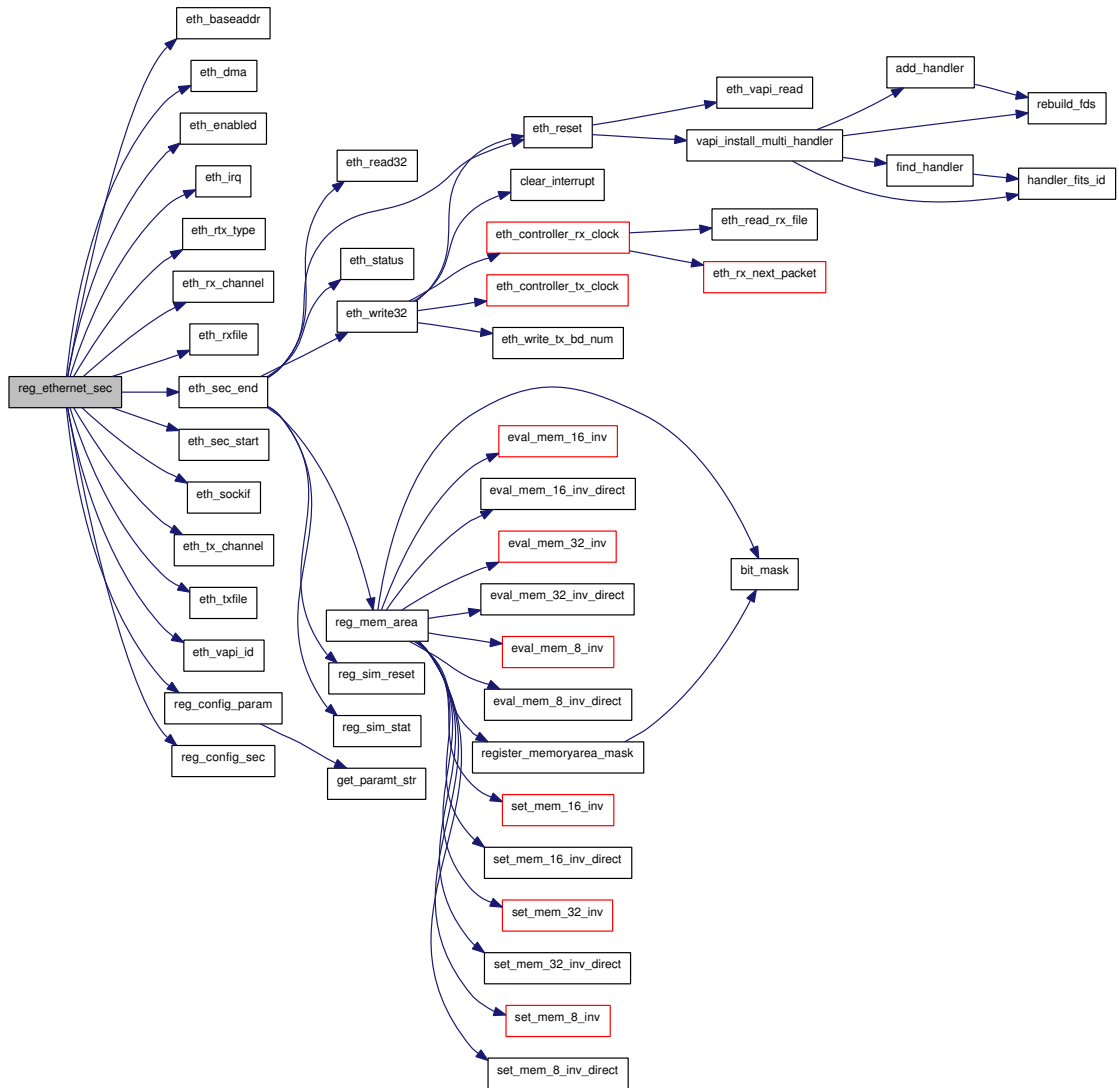 reg_ethernet_sec
eth_baseaddr
eth_dma
eth_enabled
eth_irq
eth_rtx_type
eth_rx_channel
eth_rxfile
eth_sec_end
eth_sec_start
eth_sockif
eth_tx_channel
eth_txfile
eth_vapi_id
reg_config_param
reg_config_sec
eth_read32
eth_status
eth_write32
reg_mem_area
reg_sim_reset
reg_sim_stat
get_paramt_str
eth_reset
clear_interrupt
eth_controller_rx_clock
eth_controller_tx_clock
eth_write_tx_bd_num
eval_mem_16_inv
eval_mem_16_inv_direct
eval_mem_32_inv
eval_mem_32_inv_direct
eval_mem_8_inv
eval_mem_8_inv_direct
register_memoryarea_mask
set_mem_16_inv
set_mem_16_inv_direct
set_mem_32_inv
set_mem_32_inv_direct
set_mem_8_inv
set_mem_8_inv_direct
eth_vapi_read
vapi_install_multi_handler
eth_read_rx_file
eth_rx_next_packet
bit_mask
add_handler
find_handler
rebuild_fds
handler_fits_id